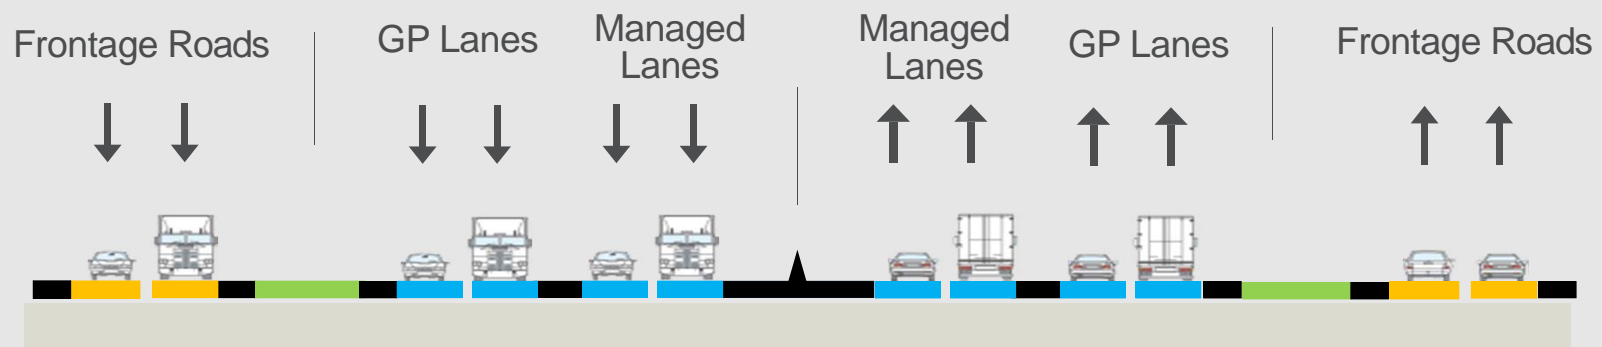 Frontage Roads
GP Lanes
Managed
Lanes
Managed
Lanes
GP Lanes
Frontage Roads